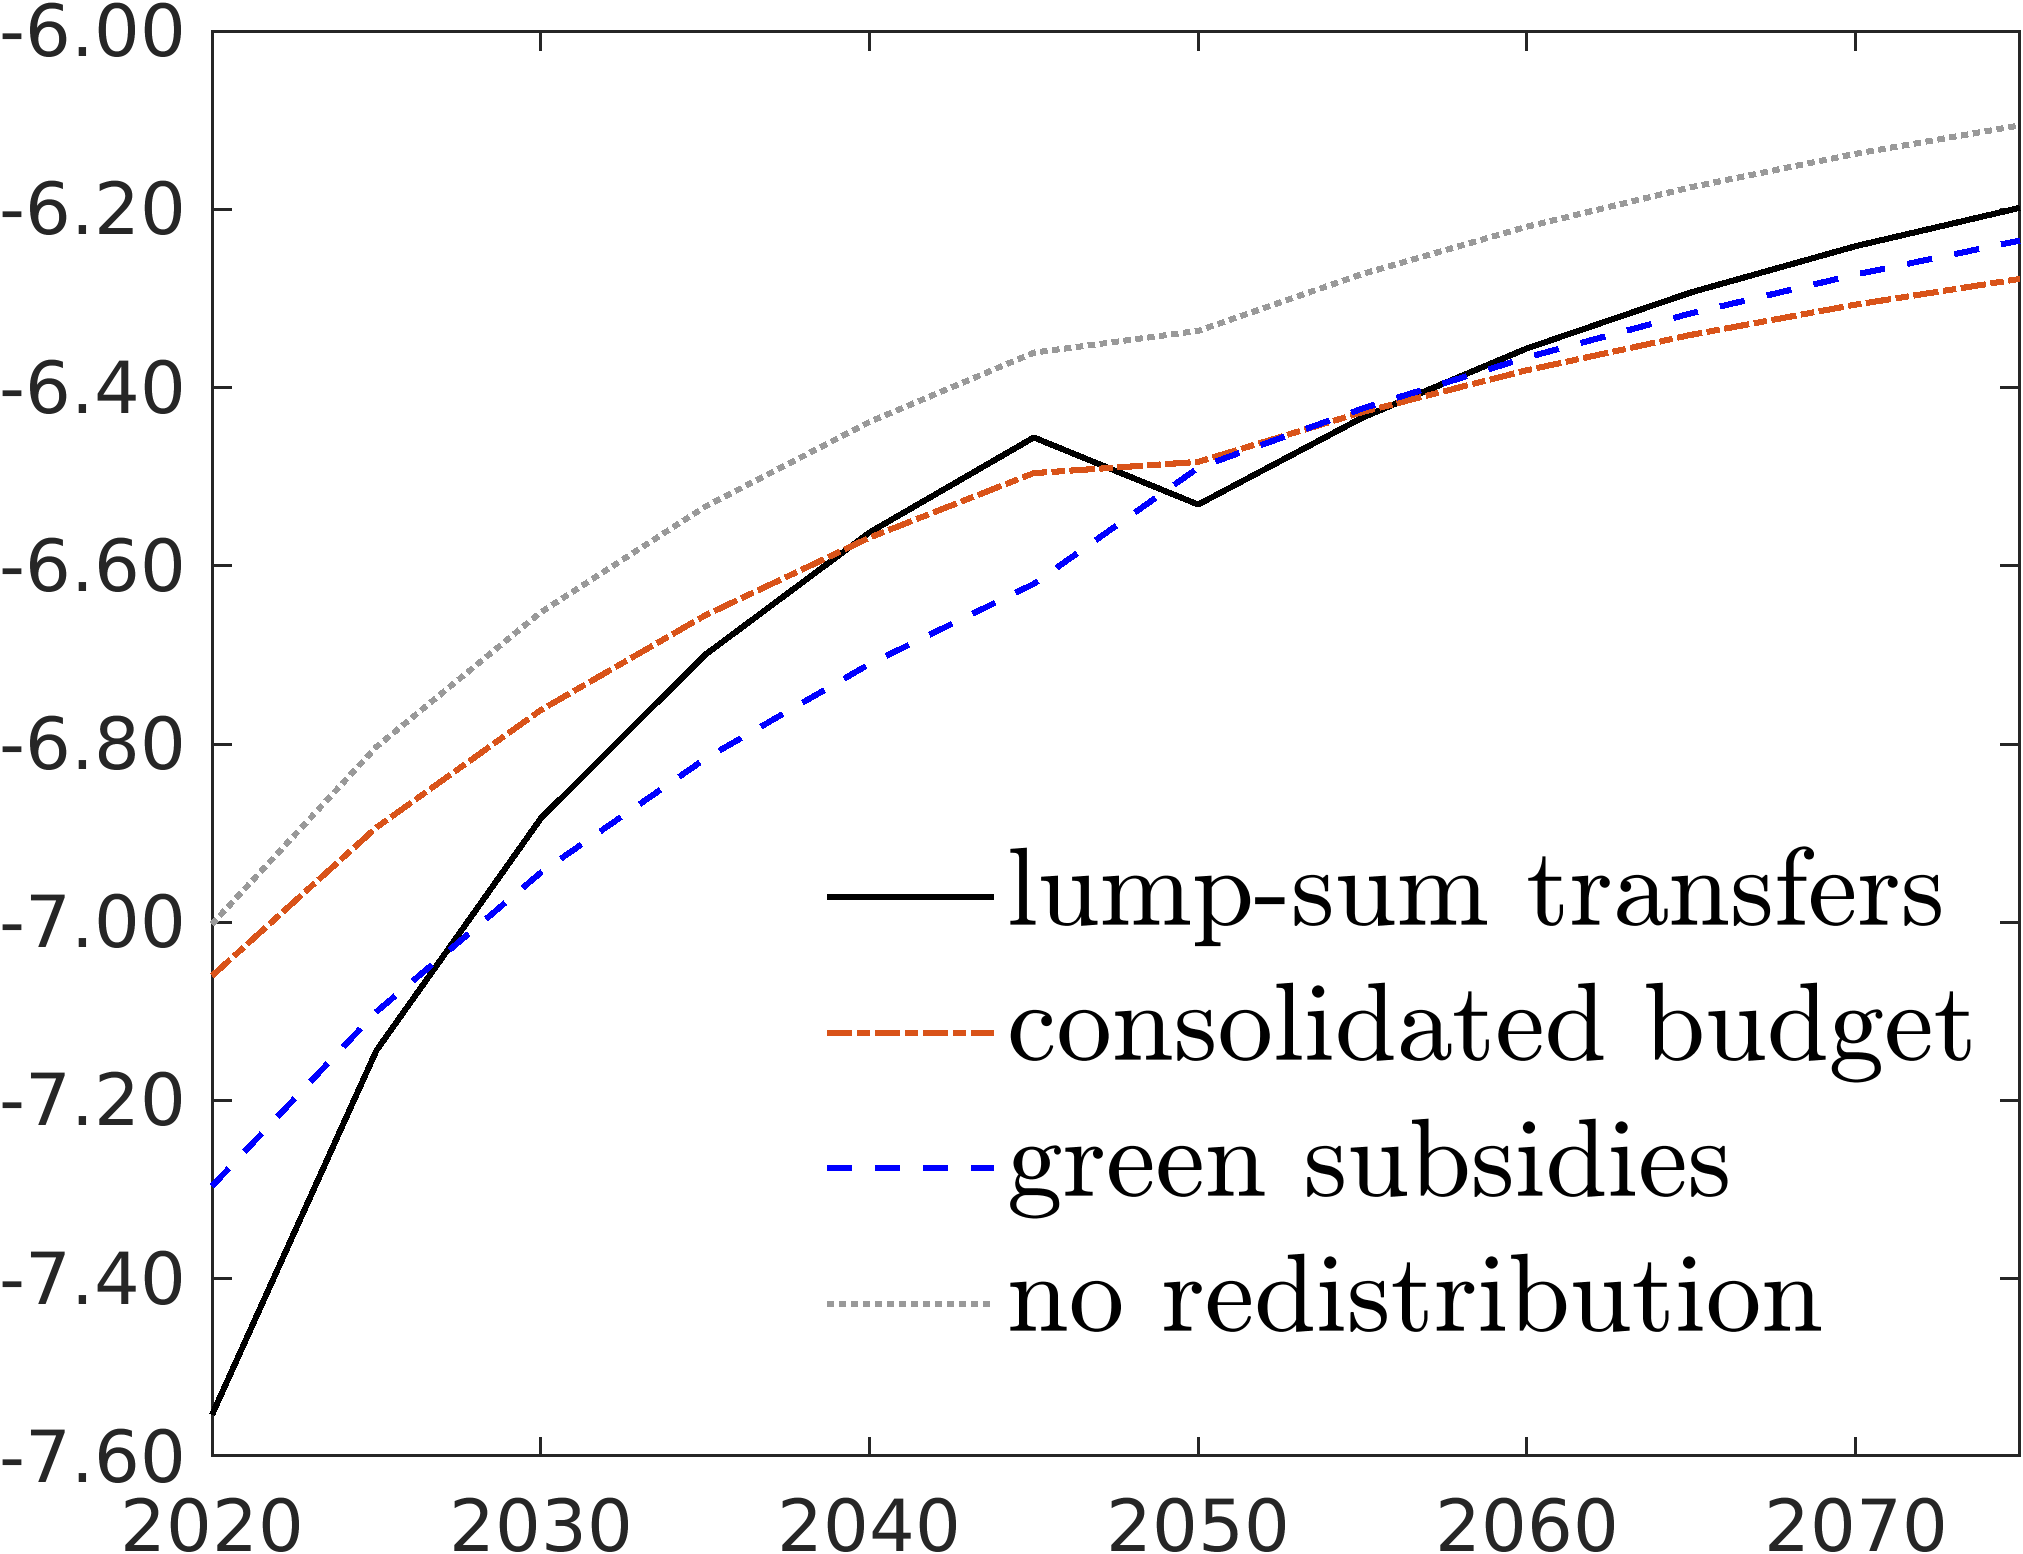 -6.00
-6.20
-6.40
-6.60
-6.80
-7.00
-7.20
-7.40
-7.60
lump-sum transfers
consolidated budget
green subsidies
no redistribution
2020 2030 2040 2050 2060 2070